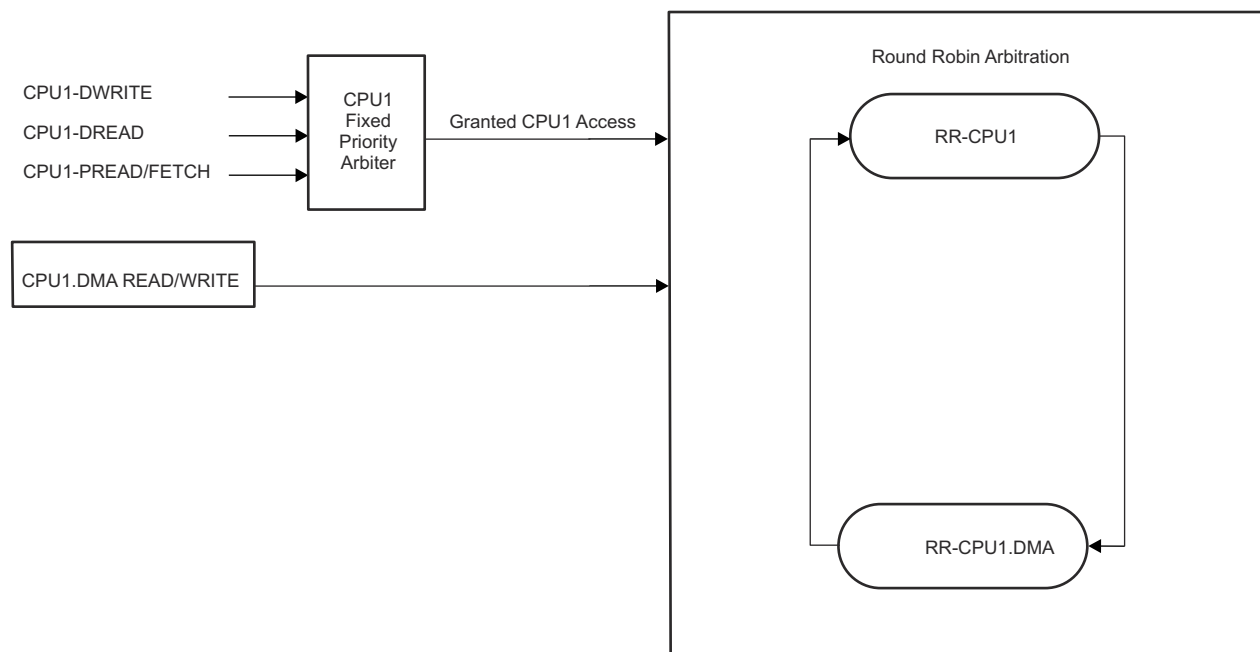 Round Robin Arbitration
CPU1-DWRITE
CPU1-DREAD
CPU1-PREAD/FETCH
CPU1
Fixed
Priority
Arbiter
Granted CPU1 Access
RR-CPU1
CPU1.DMA READ/WRITE
RR-CPU1.DMA